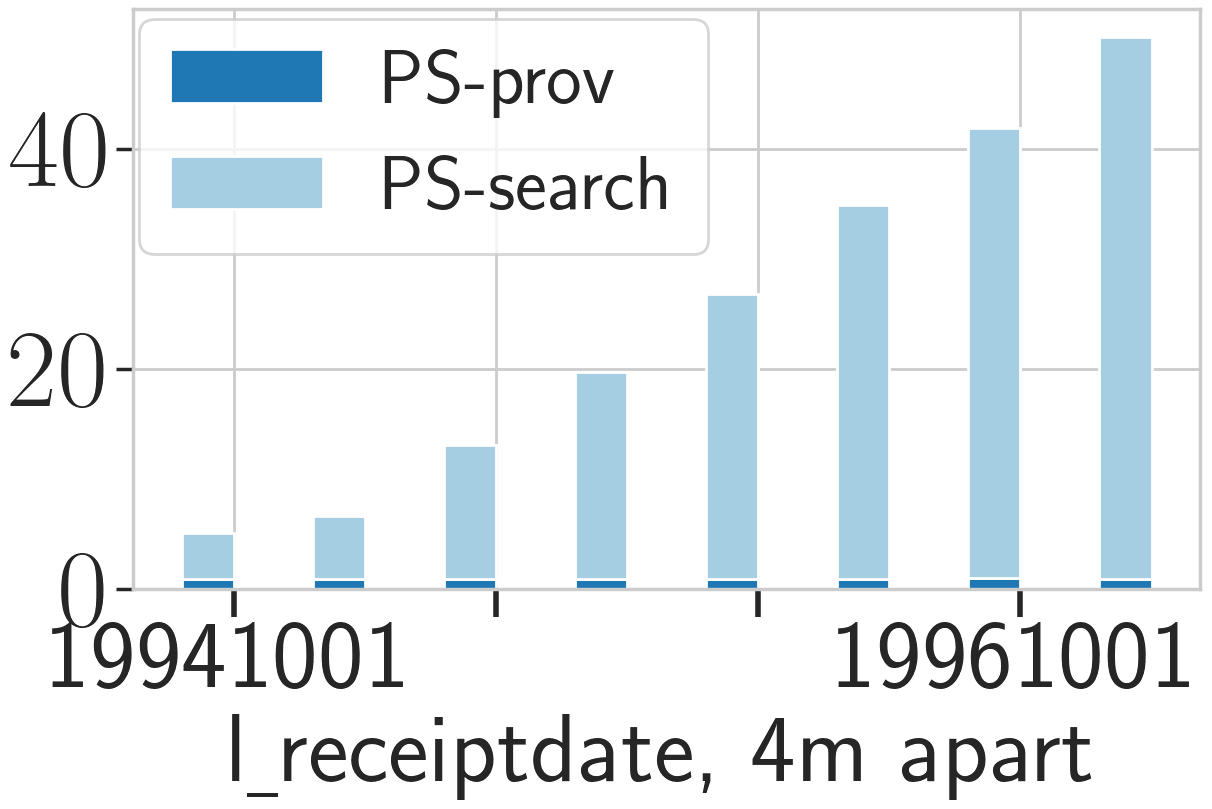 PS-prov
PS-search
40
20
0
19941001 19961001
l_receiptdate, 4m apart